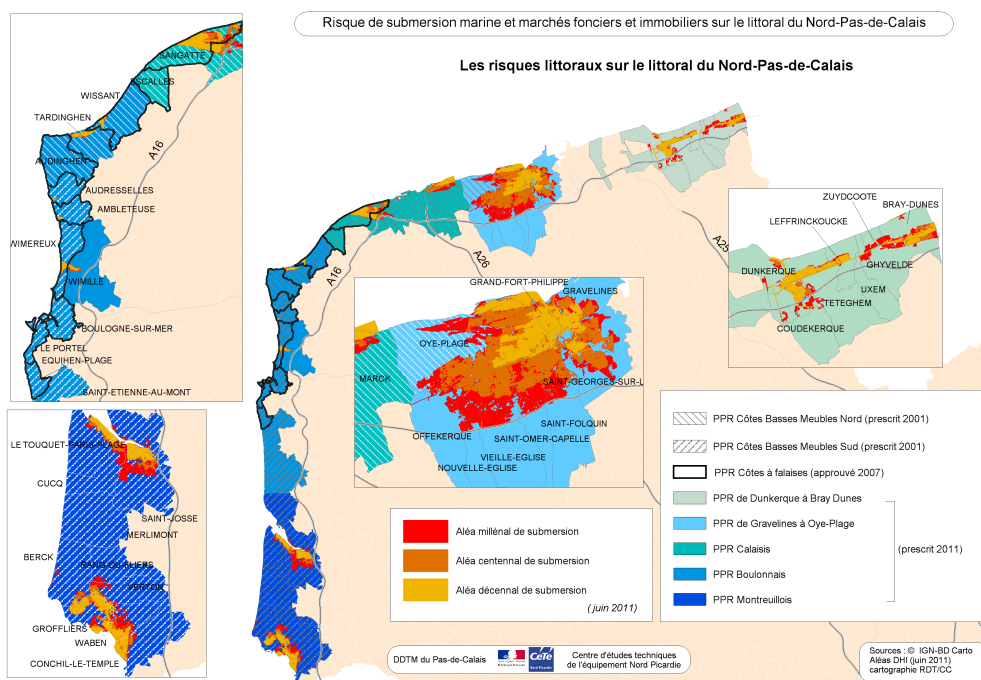 Risque de submersion marine et marchés fonciers et immobiliers sur le littoral du Nord-Pas-de-Calais
Les risques littoraux sur le littoral du Nord-Pas-de-Calais
SANGATTE
ESCALLES
WISSANT
TARDINGHEN
A16
AUDINGHEN
AUDRESSELLES
AMBLETEUSE
WIMEREUX
WIMILLE
BOULOGNE-SUR-MER
LE PORTEL
EQUIHEN-PLAGE
SAINT-ETIENNE-AU-MONT
LE TOUQUET-PARIS-PLAGE
CUCQ
SAINT-JOSSE
MERLIMONT
BERCK
RANG-DU-FLIERS
VERTON
GROFFLIERS
WABEN
CONCHIL-LE-TEMPLE
A16
A26
A25
GRAND-FORT-PHILIPPE
GRAVELINES
OYE-PLAGE
MARCK
SAINT-GEORGES-SUR-L
SAINT-FOLQUIN
OFFEKERQUE
SAINT-OMER-CAPELLE
VIEILLE-EGLISE
NOUVELLE-EGLISE
ZUYDCOOTE
BRAY-DUNES
LEFFRINCKOUCKE
DUNKERQUE
GHYVELDE
UXEM
TETEGHEM
COUDEKERQUE
Aléa millénal de submersion
Aléa centennal de submersion
Aléa décennal de submersion
( juin 2011)
PPR Côtes Basses Meubles Nord (prescrit 2001)
PPR Côtes Basses Meubles Sud (prescrit 2001)
PPR Côtes à falaises (approuvé 2007)
PPR de Dunkerque à Bray Dunes
PPR de Gravelines à Oye-Plage
PPR Calaisis
(prescrit 2011)
PPR Boulonnais
PPR Montreuillois
DDTM du Pas-de-Calais
CeTe
Nord Picardie
Centre d'études techniques
de l'équipement Nord Picardie
Sources : © IGN-BD Carto
Aléas DHI (juin 2011)
cartographie RDT/CC